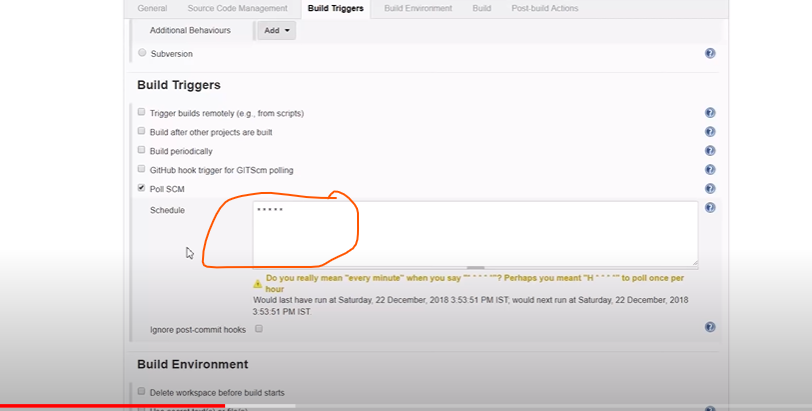 General Source Code Management Build Triggers Build Environment Build Post-build Actions
Additional Behaviours Add
Subversion
Build Triggers
Trigger builds remotely (e.g., from scripts)
Build after other projects are built
Build periodically
GitHub hook trigger for GITScm polling
Poll SCM
Schedule
* * * * *
Do you really mean "every minute" when you say "* * * * *"? Perhaps you meant "H * * * *" to poll once per
hour
Would last have run at Saturday, 22 December, 2018 3:53:51 PM IST; would next run at Saturday, 22 December, 2018
3:53:51 PM IST.
Ignore post-commit hooks
Build Environment
Delete workspace before build starts